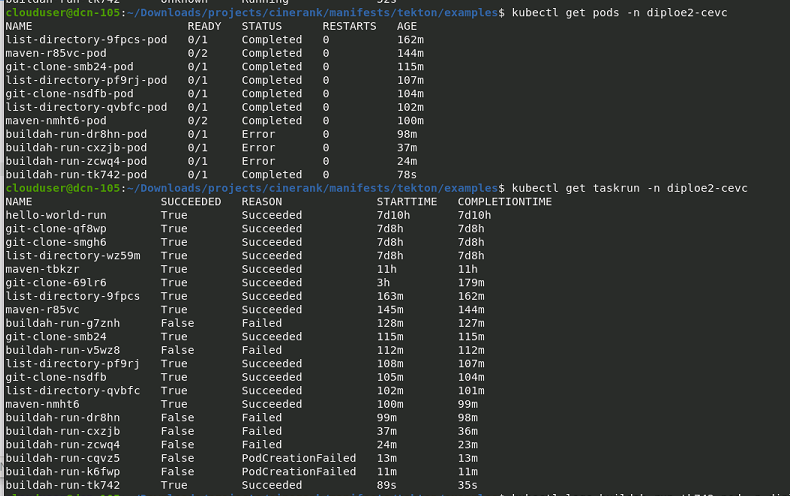 clouduser@dcn-105:~/Downloads/projects/cinerank/manifests/tekton/examples$ kubectl get pods -n diploe2-cevc
NAME READY STATUS RESTARTS AGE
list-directory-9fpcs-pod 0/1 Completed 0 162m
maven-r85vc-pod 0/2 Completed 0 144m
git-clone-smb24-pod 0/1 Completed 0 115m
list-directory-pf9rj-pod 0/1 Completed 0 107m
git-clone-nsdfb-pod 0/1 Completed 0 104m
list-directory-qvbfc-pod 0/1 Completed 0 102m
maven-nmht6-pod 0/2 Completed 0 100m
buildah-run-dr8hn-pod 0/1 Error 0 98m
buildah-run-cxzjb-pod 0/1 Error 0 37m
buildah-run-zcwq4-pod 0/1 Error 0 24m
buildah-run-tk742-pod 0/1 Completed 0 78s
clouduser@dcn-105:~/Downloads/projects/cinerank/manifests/tekton/examples$ kubectl get taskrun -n diploe2-cevc
NAME SUCCEEDED REASON STARTTIME COMPLETIONTIME
hello-world-run True Succeeded 7d10h 7d10h
git-clone-qf8wp True Succeeded 7d8h 7d8h
git-clone-smgh6 True Succeeded 7d8h 7d8h
list-directory-wz59m True Succeeded 7d8h 7d8h
maven-tbkzr True Succeeded 11h 11h
git-clone-69lr6 True Succeeded 3h 179m
list-directory-9fpcs True Succeeded 163m 162m
maven-r85vc True Succeeded 145m 144m
buildah-run-g7znh False Failed 128m 127m
git-clone-smb24 True Succeeded 115m 115m
buildah-run-v5wz8 False Failed 112m 112m
list-directory-pf9rj True Succeeded 108m 107m
git-clone-nsdfb True Succeeded 105m 104m
list-directory-qvbfc True Succeeded 102m 101m
maven-nmht6 True Succeeded 100m 99m
buildah-run-dr8hn False Failed 99m 98m
buildah-run-cxzjb False Failed 37m 36m
buildah-run-zcwq4 False Failed 24m 23m
buildah-run-cqvz5 False PodCreationFailed 13m 13m
buildah-run-k6fwp False PodCreationFailed 11m 11m
buildah-run-tk742 True Succeeded 89s 35s